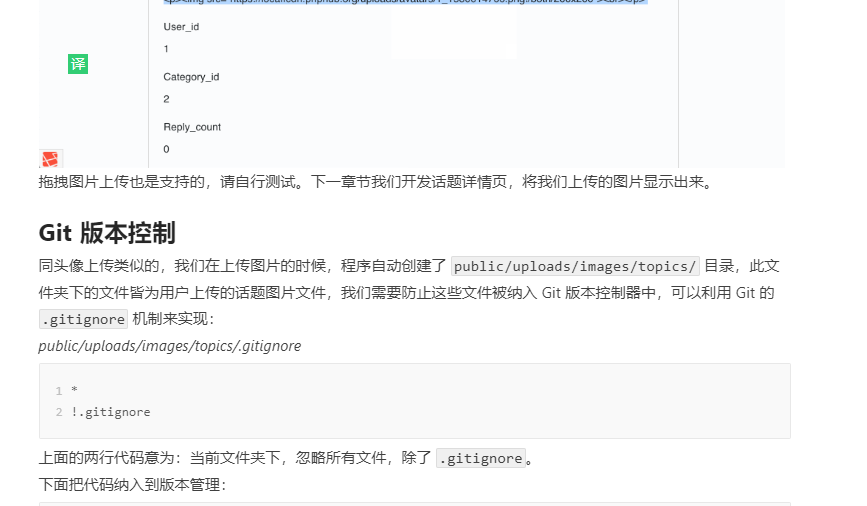 User_id
1
译
Category_id
2
Reply_count
0
拖拽图片上传也是支持的，请自行测试。下一章节我们开发话题详情页，将我们上传的图片显示出来。
Git 版本控制
同头像上传类似的，我们在上传图片的时候，程序自动创建了 public/uploads/images/topics/ 目录，此文
件夹下的文件皆为用户上传的话题图片文件，我们需要防止这些文件被纳入 Git 版本控制器中，可以利用 Git 的
.gitignore 机制来实现：
public/uploads/images/topics/.gitignore
1 *
2 !.gitignore
上面的两行代码意为：当前文件夹下，忽略所有文件，除了 .gitignore。
下面把代码纳入到版本管理：